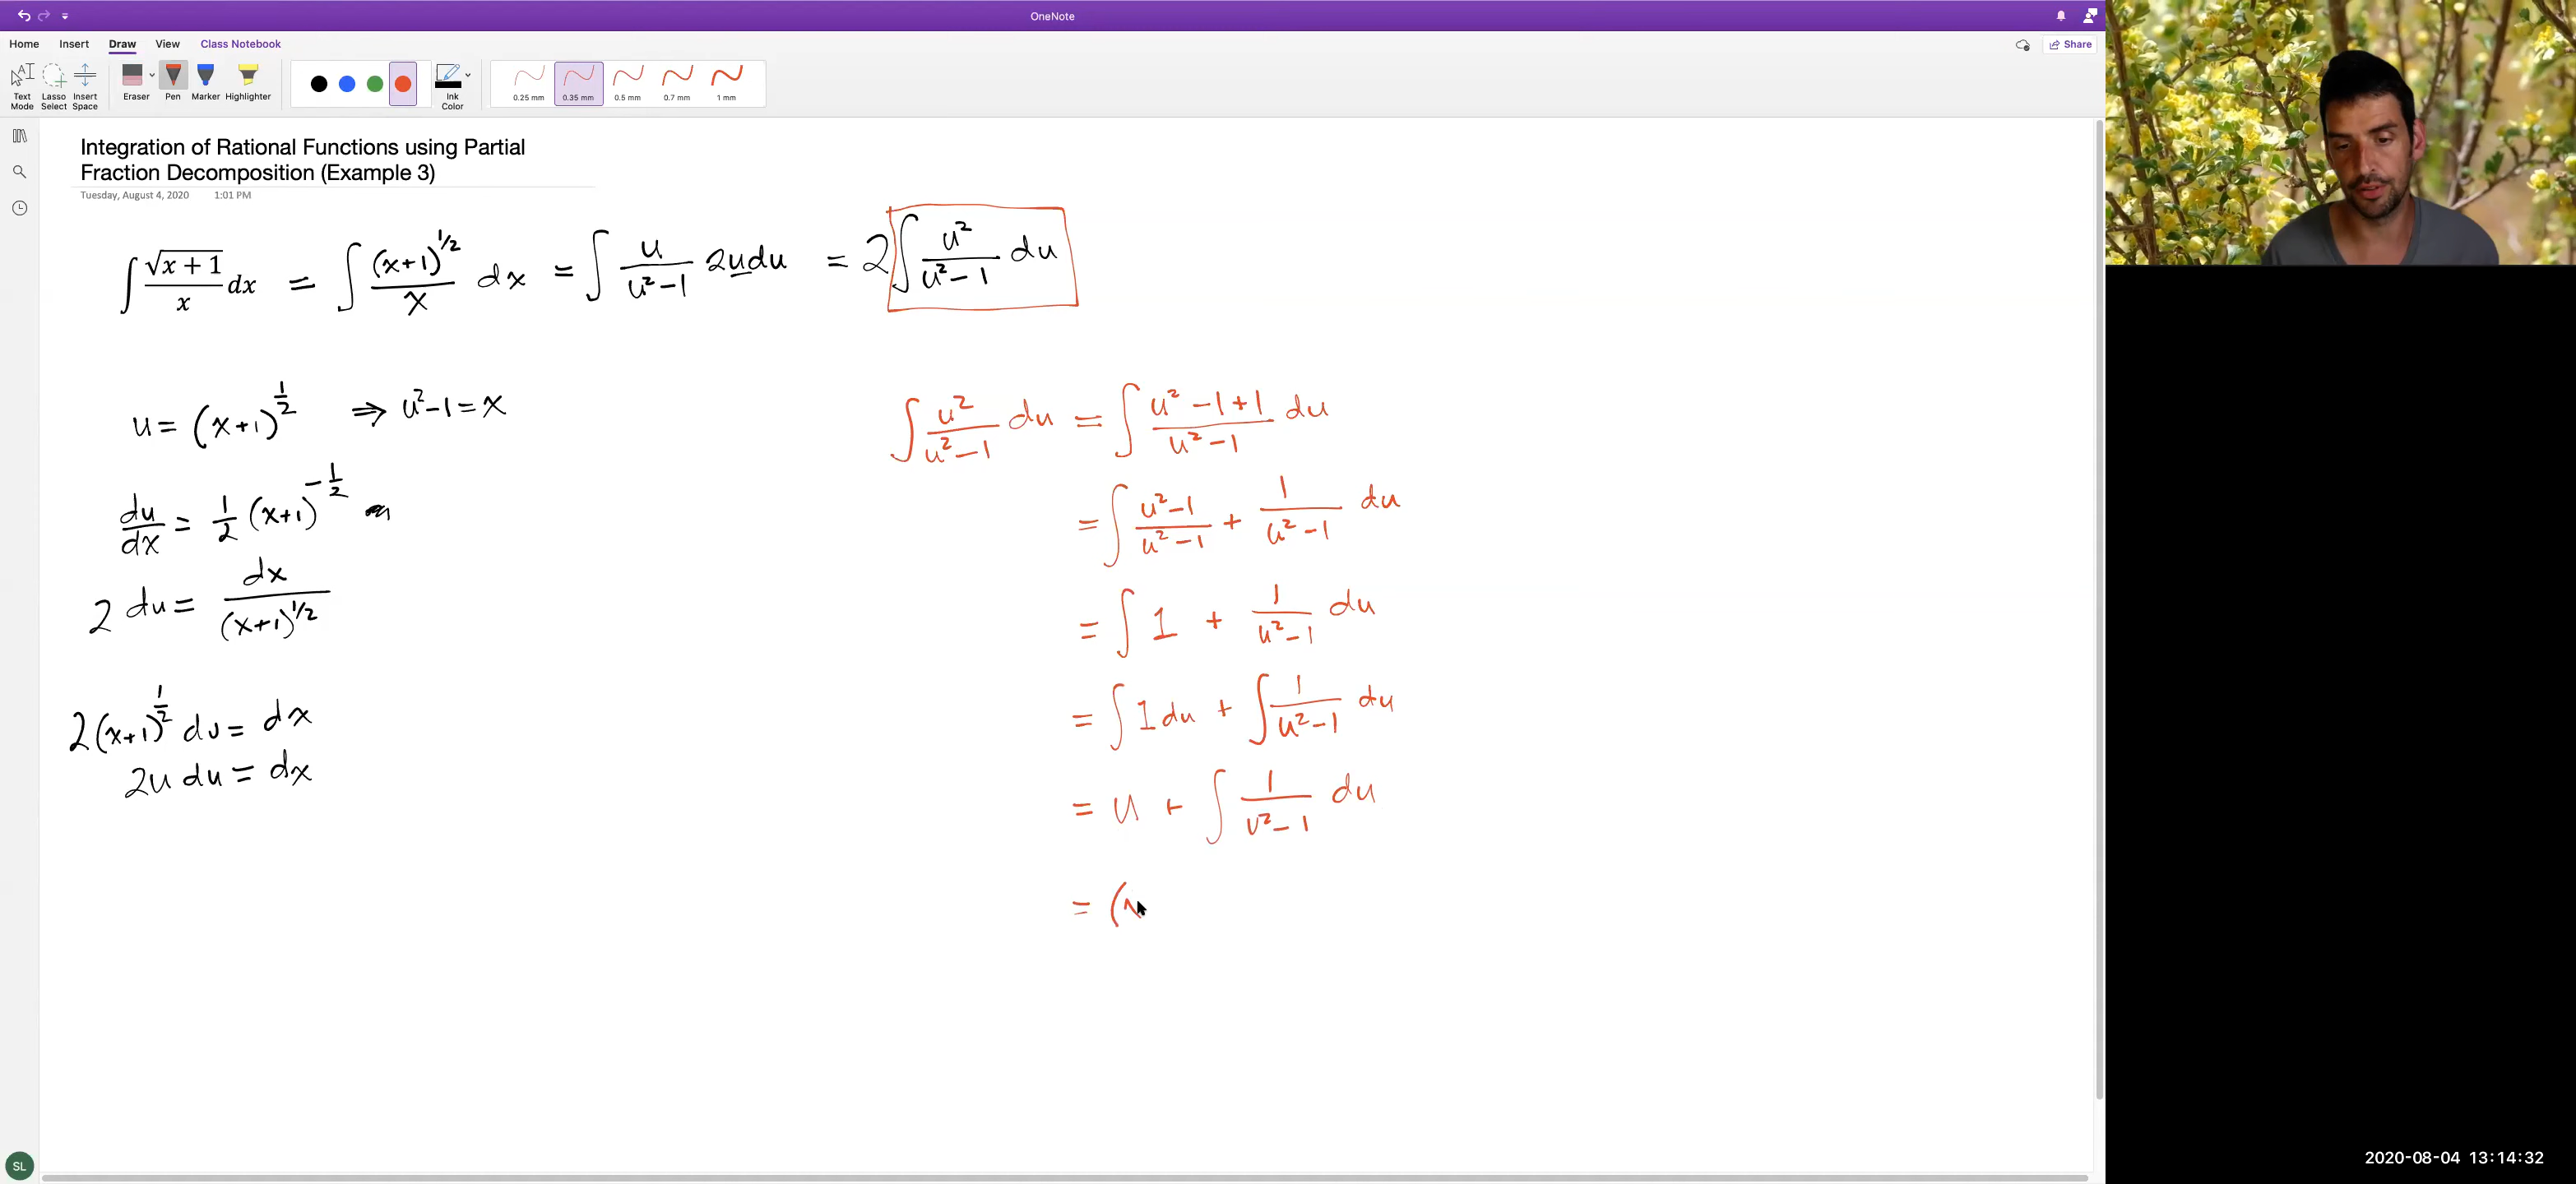 OneNote
Home Insert Draw View Class Notebook
Share
Text Mode
Lasso Select
Insert Space
Eraser
Pen
Marker
Highlighter
Ink Color
0.25 mm 0.35 mm 0.5 mm 0.7 mm 1 mm
Integration of Rational Functions using Partial
Fraction Decomposition (Example 3)
Tuesday, August 4, 2020 1:01 PM
∫ √(x + 1)/x dx = ∫ (x+1)^(1/2)/x dx = ∫ u/(u²-1) 2u du = 2 ∫ u²/(u²-1) du
u = (x+1)^(1/2) ⇒ u²-1 = x
du/dx = 1/2 (x+1)^(-1/2)
2 du = dx/(x+1)^(1/2)
2(x+1)^(1/2) du = dx
2u du = dx
∫ u²/(u²-1) du = ∫ (u²-1+1)/(u²-1) du
= ∫ (u²-1)/(u²-1) + 1/(u²-1) du
= ∫ 1 + 1/(u²-1) du
= ∫ 1 du + ∫ 1/(u²-1) du
= u + ∫ 1/(u²-1) du
= (
SL
2020-08-04 13:14:32